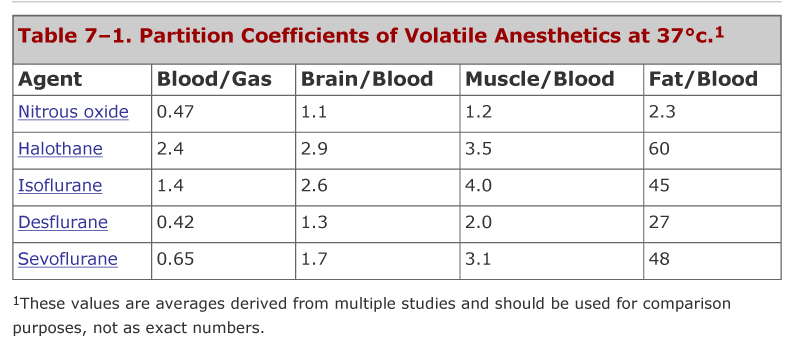 Table 7–1. Partition Coefficients of Volatile Anesthetics at 37°c.1
Agent Blood/Gas Brain/Blood Muscle/Blood Fat/Blood
Nitrous oxide 0.47 1.1 1.2 2.3
Halothane 2.4 2.9 3.5 60
Isoflurane 1.4 2.6 4.0 45
Desflurane 0.42 1.3 2.0 27
Sevoflurane 0.65 1.7 3.1 48
1These values are averages derived from multiple studies and should be used for comparison
purposes, not as exact numbers.